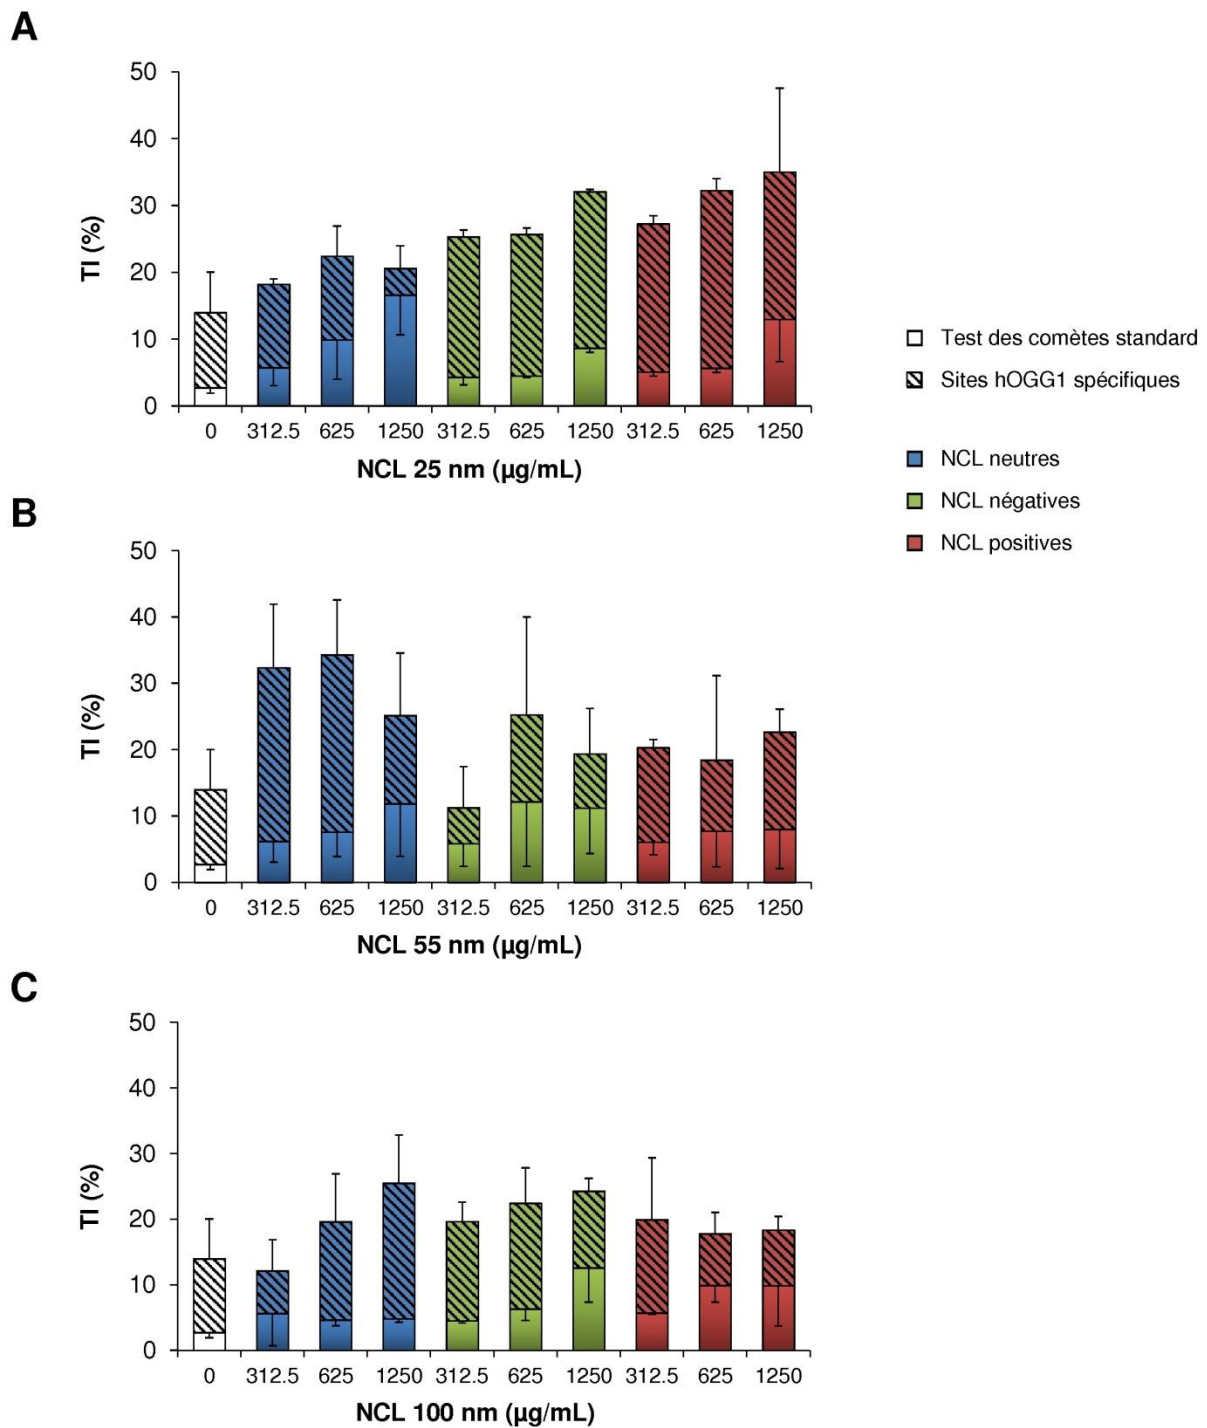 A
50
40
30
20
10
0
TI (%)
0 312.5 625 1250 312.5 625 1250 312.5 625 1250
NCL 25 nm (µg/mL)
Test des comètes standard
Sites hOGG1 spécifiques
NCL neutres
NCL négatives
NCL positives
B
50
40
30
20
10
0
TI (%)
0 312.5 625 1250 312.5 625 1250 312.5 625 1250
NCL 55 nm (µg/mL)
C
50
40
30
20
10
0
TI (%)
0 312.5 625 1250 312.5 625 1250 312.5 625 1250
NCL 100 nm (µg/mL)